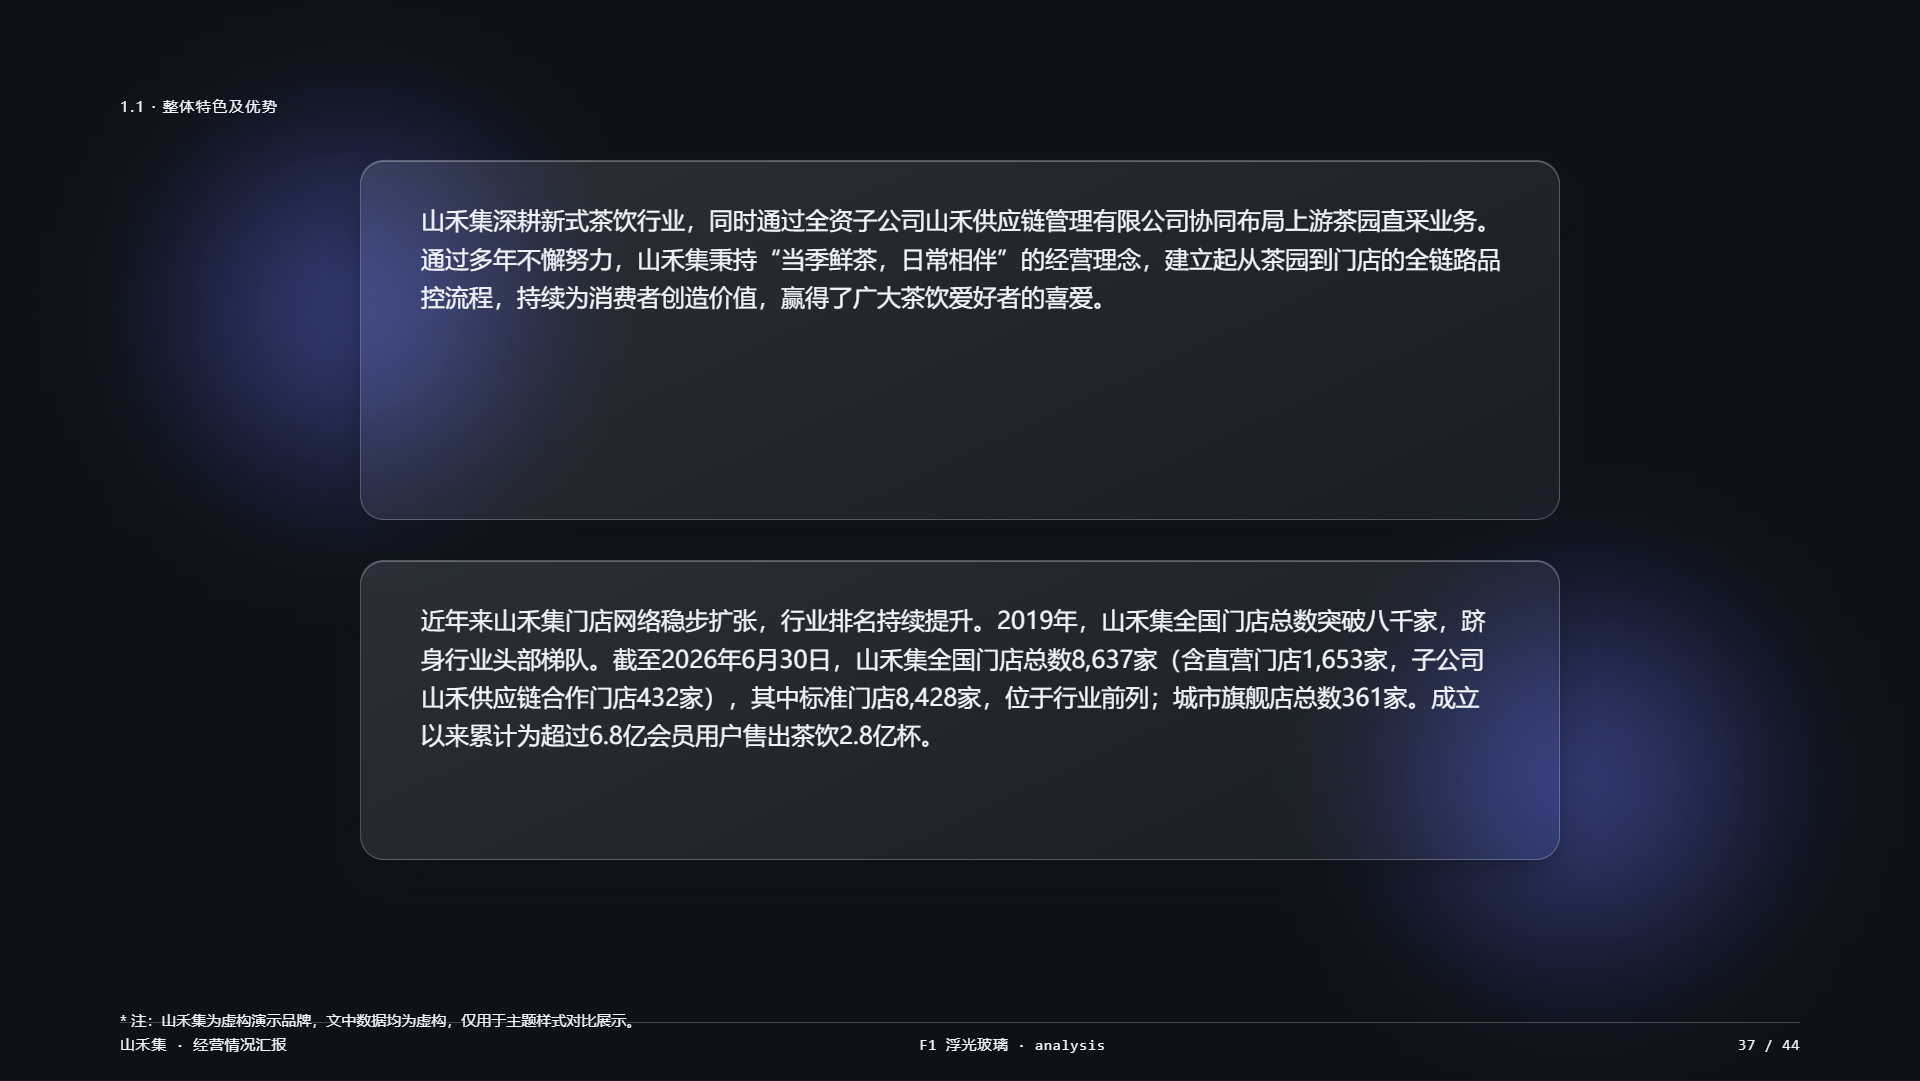 1.1 · 整体特色及优势
山禾集深耕新式茶饮行业，同时通过全资子公司山禾供应链管理有限公司协同布局上游茶园直采业务。
通过多年不懈努力，山禾集秉持“当季鲜茶，日常相伴”的经营理念，建立起从茶园到门店的全链路品
控流程，持续为消费者创造价值，赢得了广大茶饮爱好者的喜爱。
近年来山禾集门店网络稳步扩张，行业排名持续提升。2019年，山禾集全国门店总数突破八千家，跻
身行业头部梯队。截至2026年6月30日，山禾集全国门店总数8,637家（含直营门店1,653家，子公司
山禾供应链合作门店432家），其中标准门店8,428家，位于行业前列；城市旗舰店总数361家。成立
以来累计为超过6.8亿会员用户售出茶饮2.8亿杯。
* 注：山禾集为虚构演示品牌，文中数据均为虚构，仅用于主题样式对比展示。
山禾集 · 经营情况汇报
F1 浮光玻璃 · analysis
37 / 44